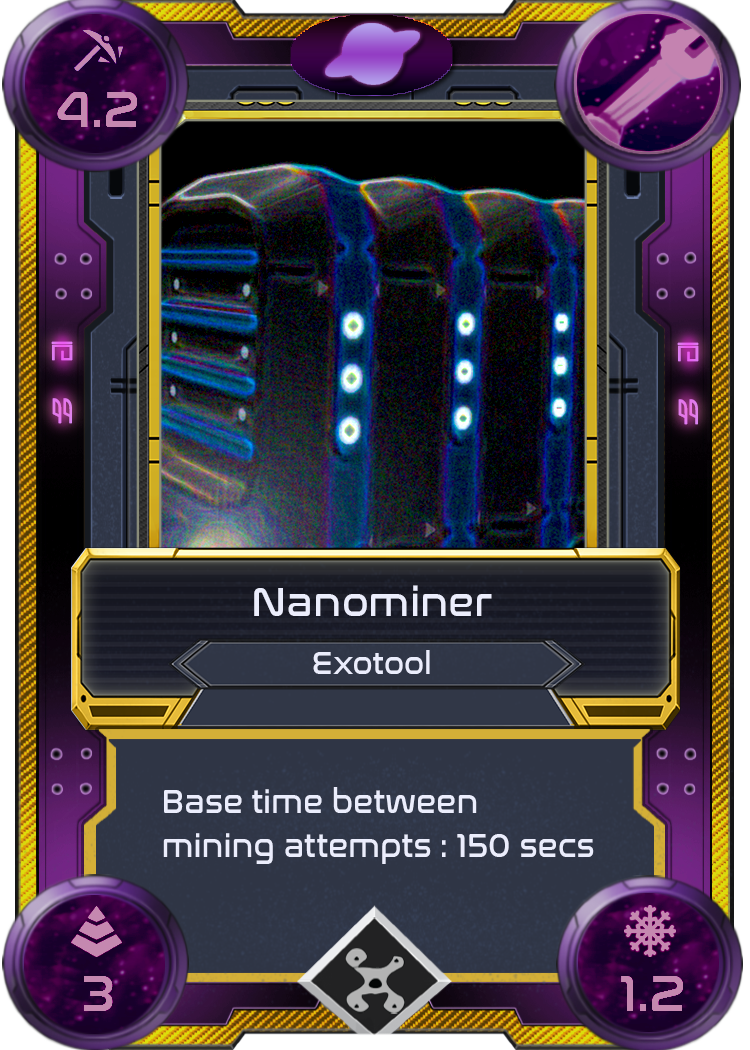 4.2
Nanominer
Exotool
Base time between
mining attempts : 150 secs
3
1.2